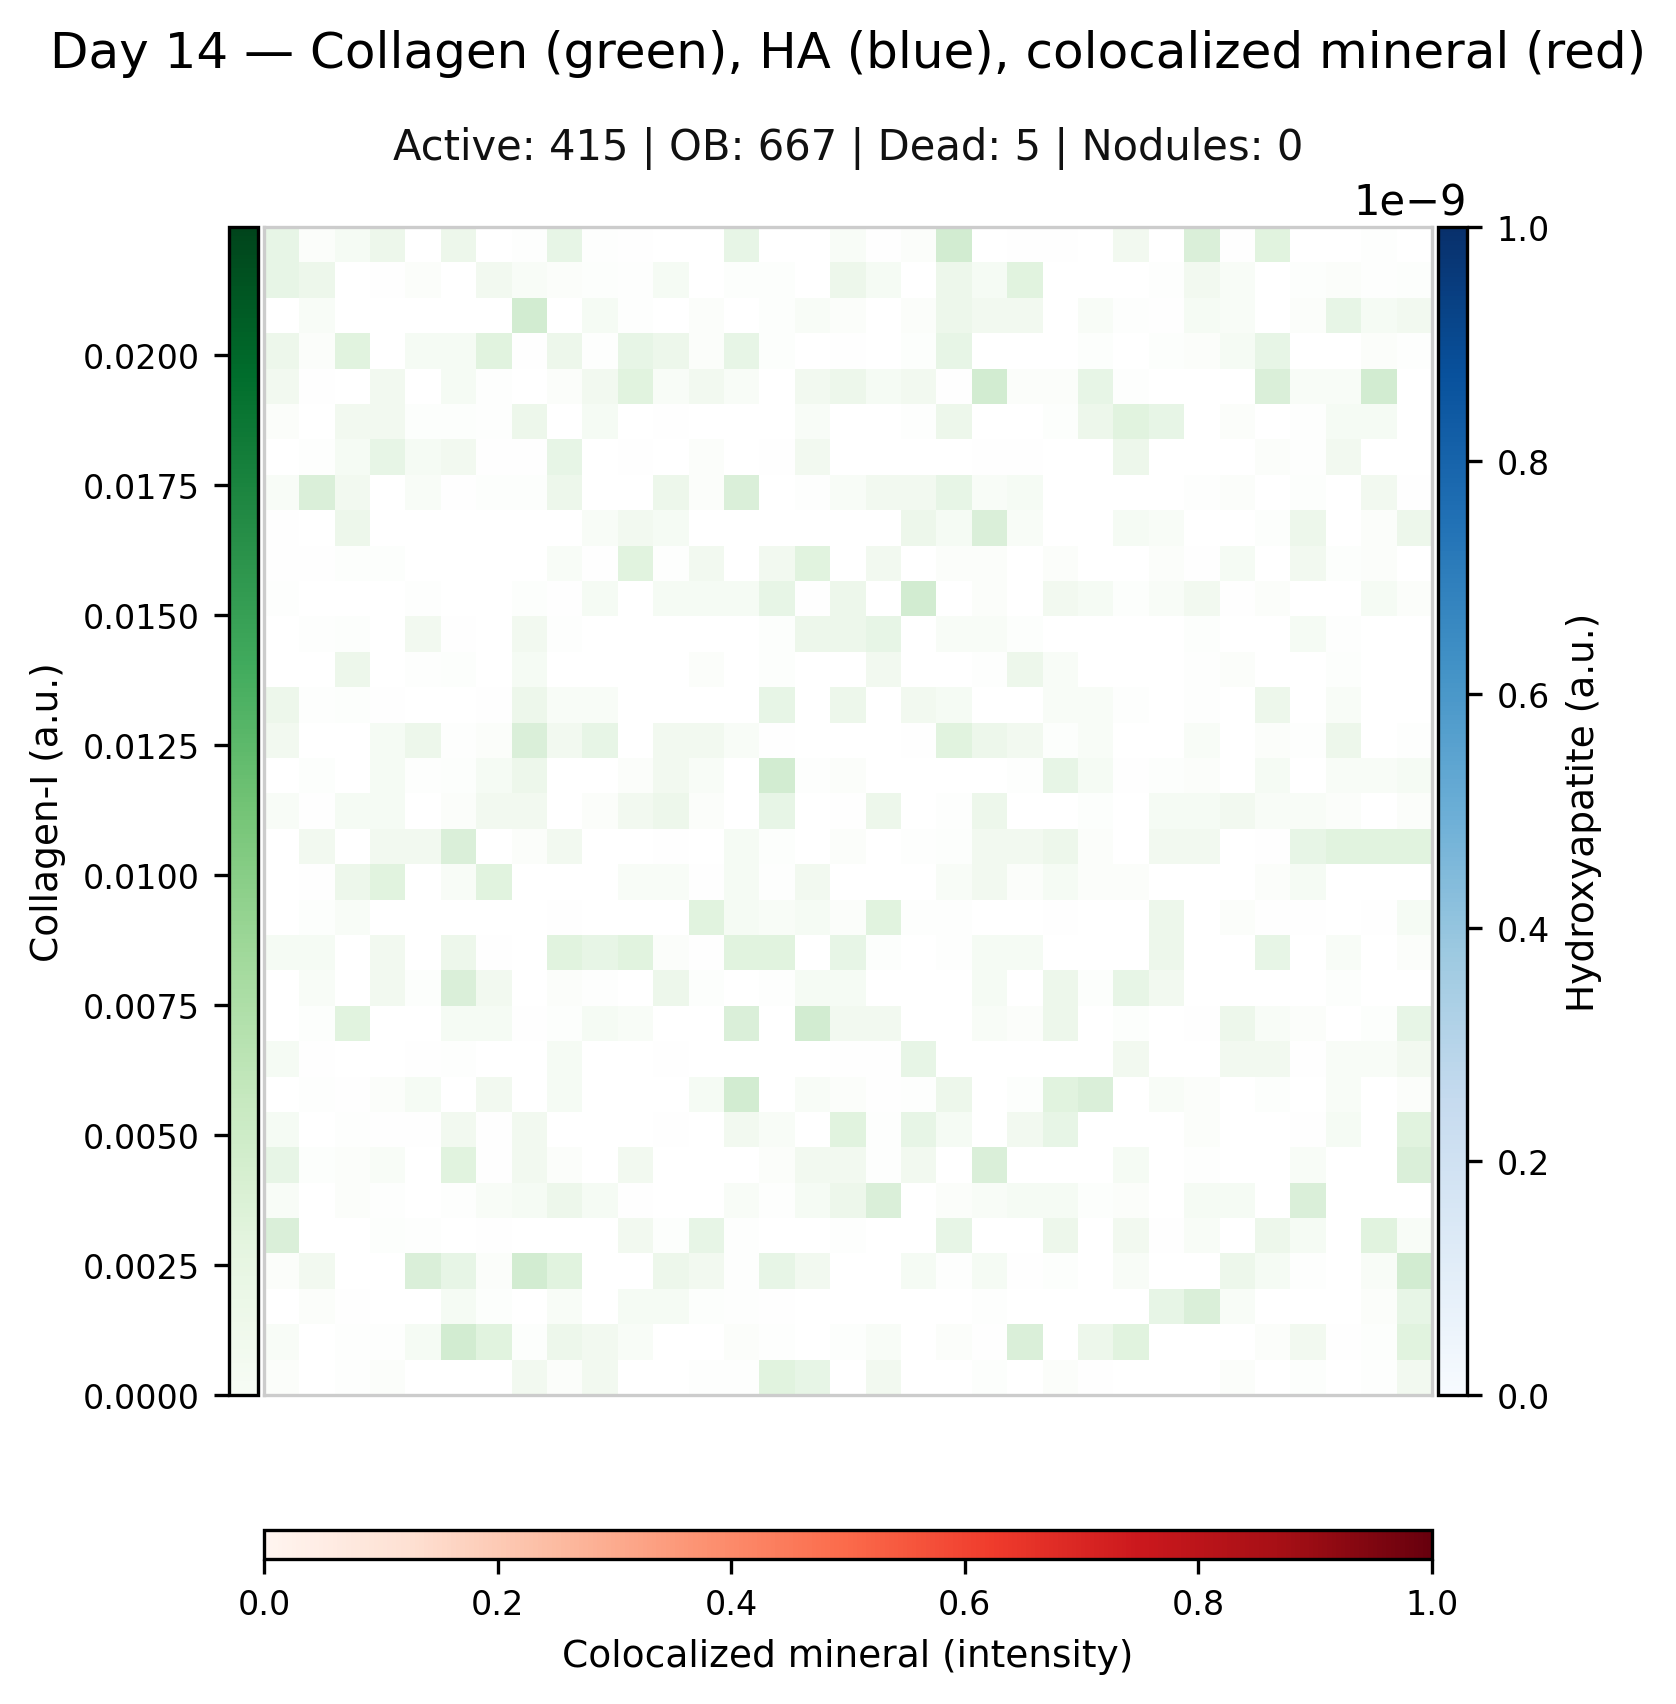 Day 14 — Collagen (green), HA (blue), colocalized mineral (red)
Active: 415 | OB: 667 | Dead: 5 | Nodules: 0
1e−9
Collagen-I (a.u.)
0.0200
0.0175
0.0150
0.0125
0.0100
0.0075
0.0050
0.0025
0.0000
1.0
0.8
0.6
0.4
0.2
0.0
Hydroxyapatite (a.u.)
0.0 0.2 0.4 0.6 0.8 1.0
Colocalized mineral (intensity)